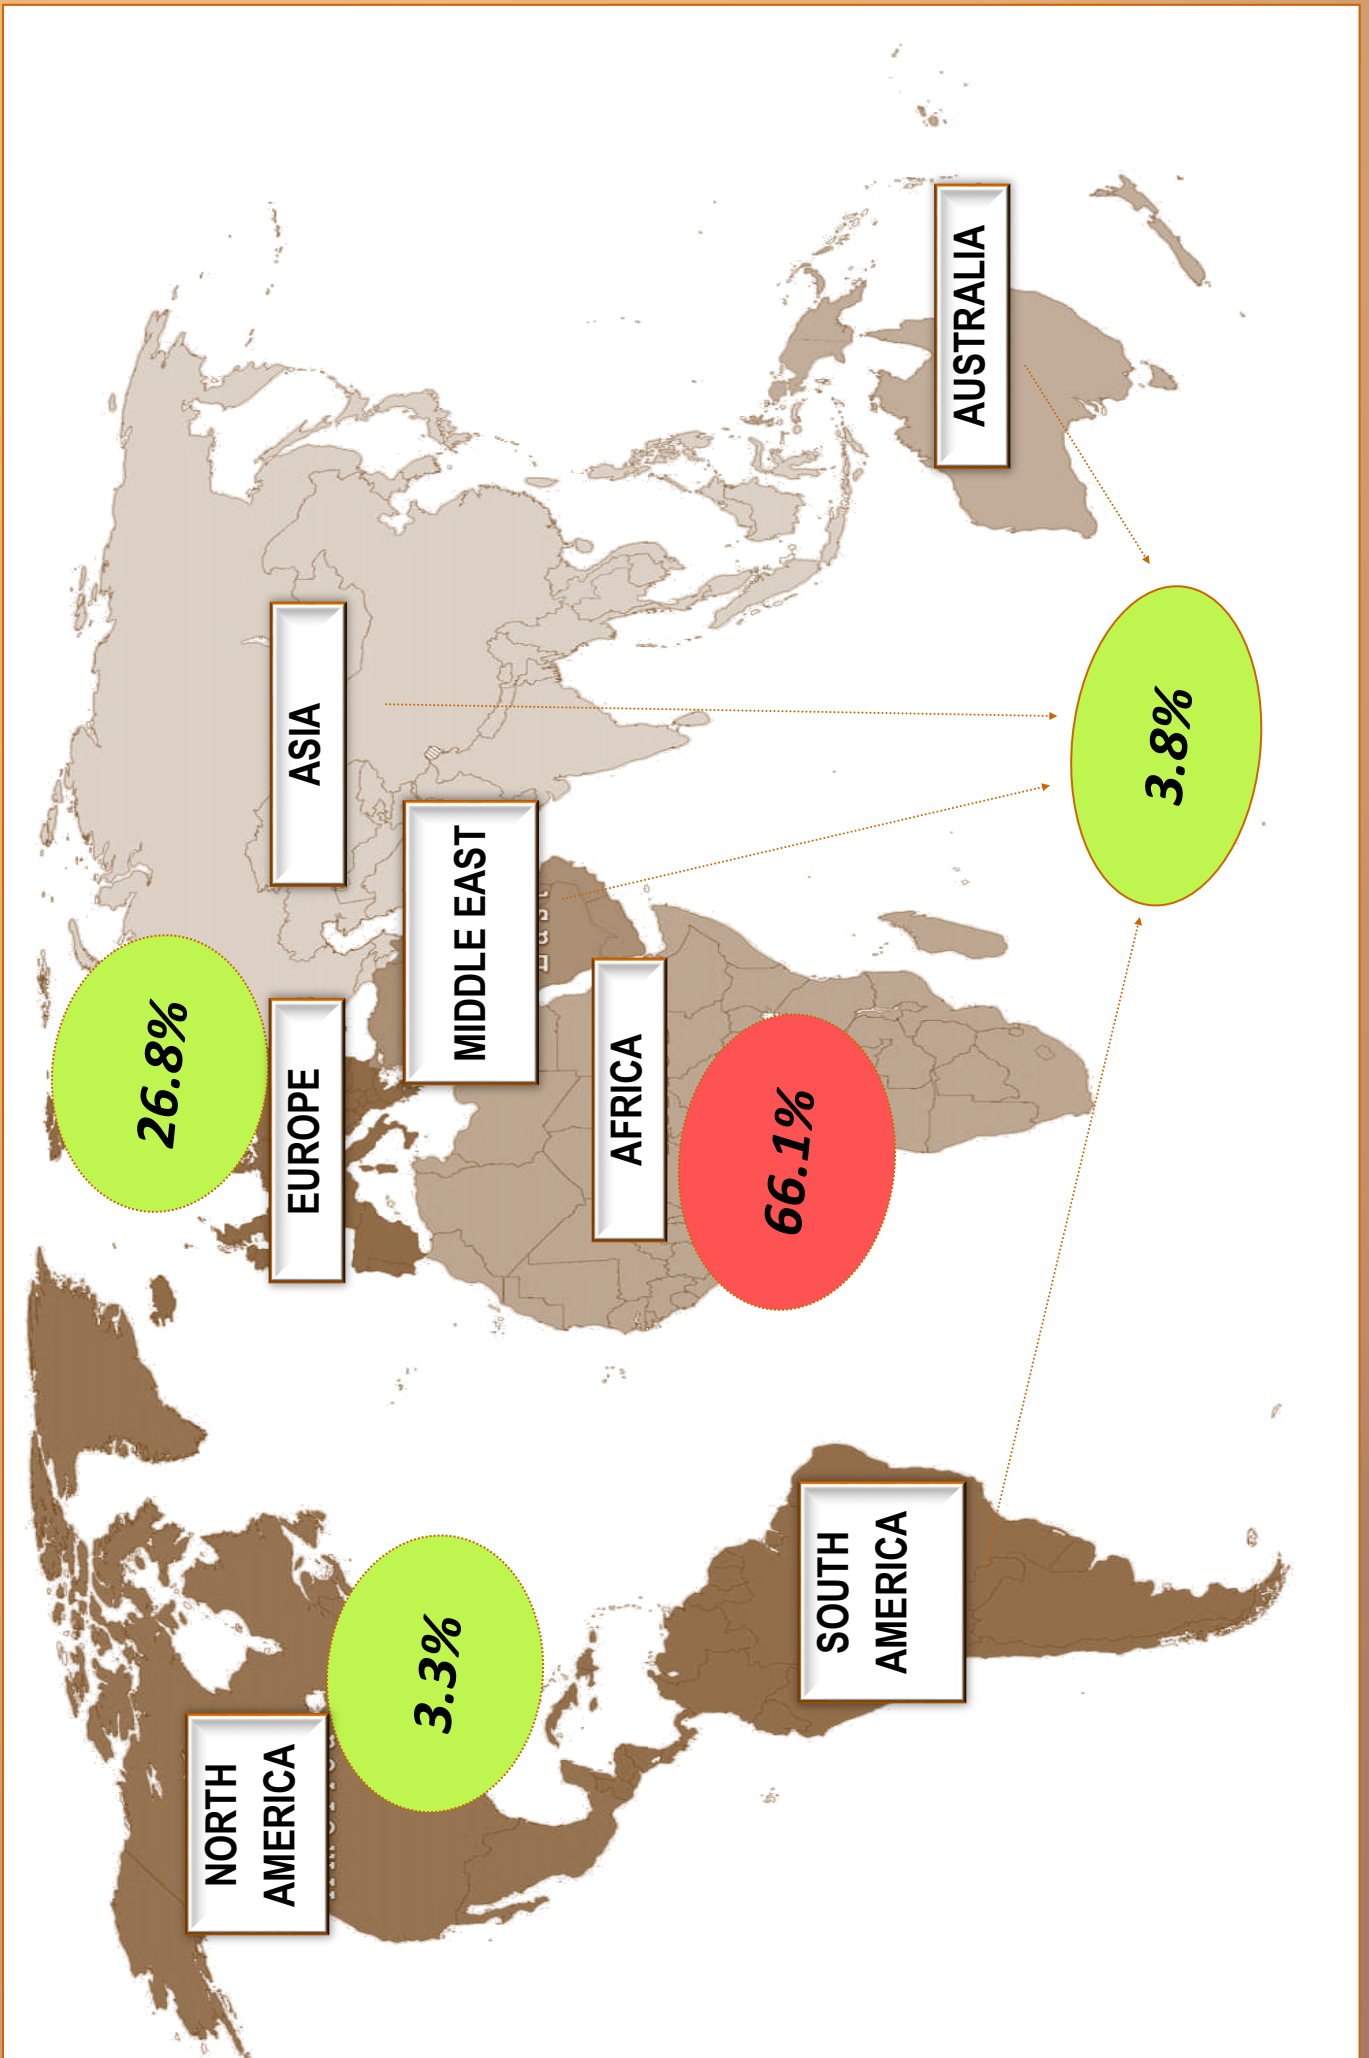 26.8%
EUROPE
ASIA
NORTH
AMERICA
3.3%
MIDDLE EAST
AFRICA
66.1%
AUSTRALIA
SOUTH
AMERICA
3.8%